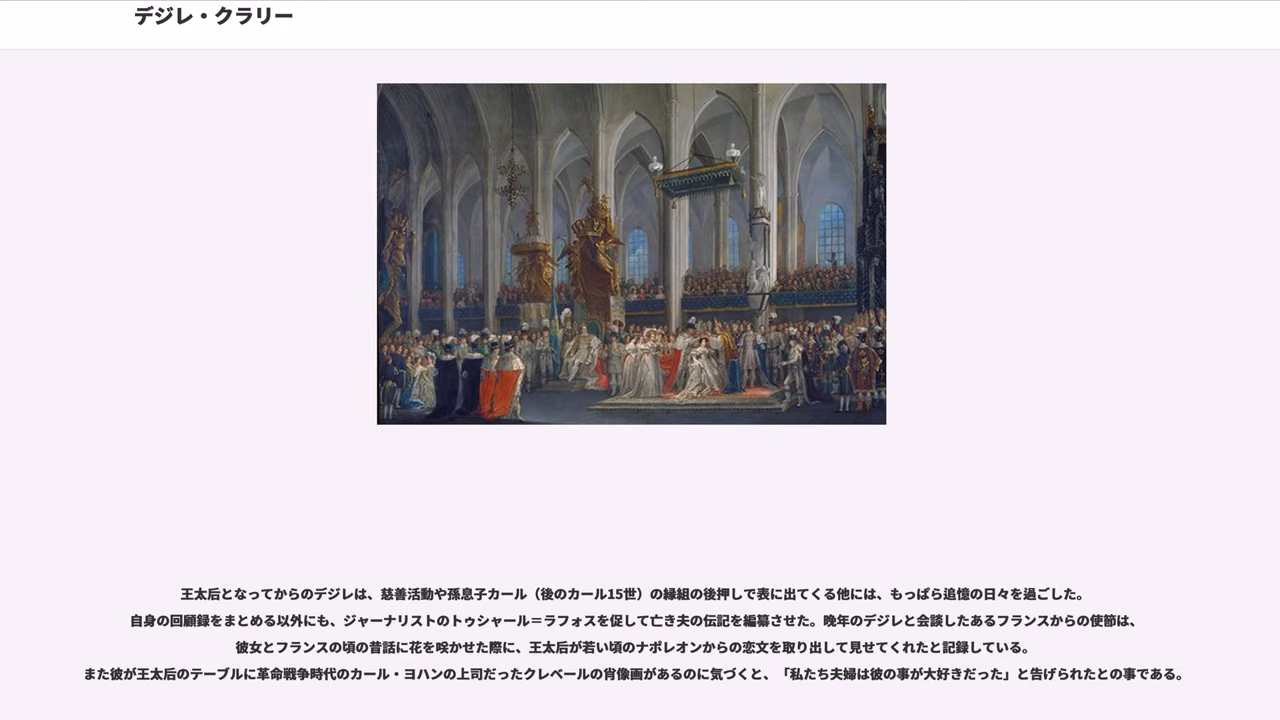 デジレ・クラリー
王太后となってからのデジレは、慈善活動や孫息子カール（後のカール15世）の縁組の後押しで表に出てくる他には、もっぱら追憶の日々を過ごした。
自身の回顧録をまとめる以外にも、ジャーナリストのトゥシャール＝ラフォスを促して亡き夫の伝記を編纂させた。晩年のデジレと会談したあるフランスからの使節は、
彼女とフランスの頃の昔話に花を咲かせた際に、王太后が若い頃のナポレオンからの恋文を取り出して見せてくれたと記録している。
また彼が王太后のテーブルに革命戦争時代のカール・ヨハンの上司だったクレベールの肖像画があるのに気づくと、「私たち夫婦は彼の事が大好きだった」と告げられたとの事である。